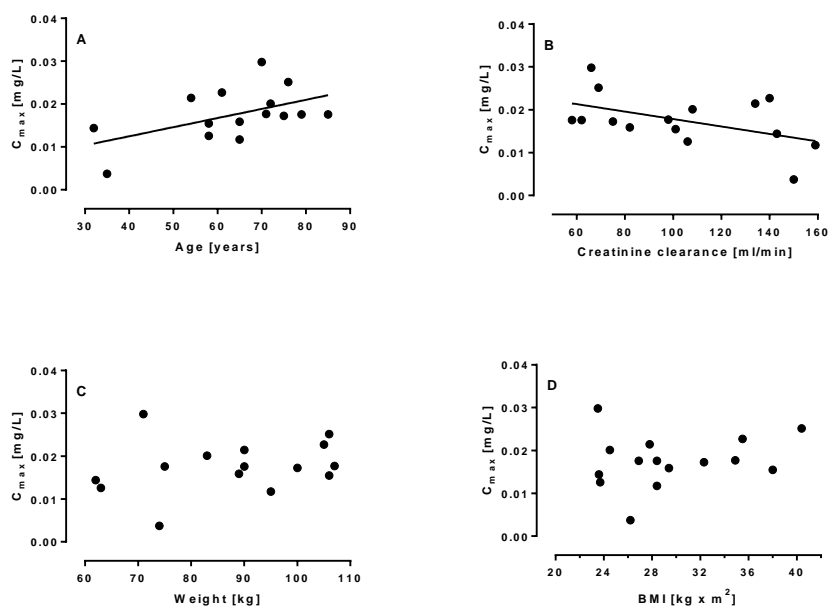 A
C max [mg/L]
0.04
0.03
0.02
0.01
0.00
30 40 50 60 70 80 90
Age [years]
B
C max [mg/L]
0.04
0.03
0.02
0.01
0.00
60 80 100 120 140 160
Creatinine clearance [ml/min]
C
C max [mg/L]
0.04
0.03
0.02
0.01
0.00
60 70 80 90 100 110
Weight [kg]
D
C max [mg/L]
0.04
0.03
0.02
0.01
0.00
20 24 28 32 36 40
BMI [kg x m²]